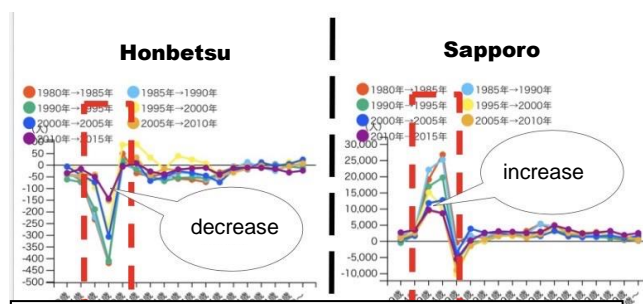 Honbetsu
Sapporo
1980年→1985年
1985年→1990年
1990年→1995年
1995年→2000年
2000年→2005年
2005年→2010年
2010年→2015年
(人)
50
0
-50
-100
-150
-200
-250
-300
-350
-400
-450
-500
decrease
1980年→1985年
1985年→1990年
1990年→1995年
1995年→2000年
2000年→2005年
2005年→2010年
2010年→2015年
30,000
25,000
20,000
15,000
10,000
5,000
0
-5,000
-10,000
increase